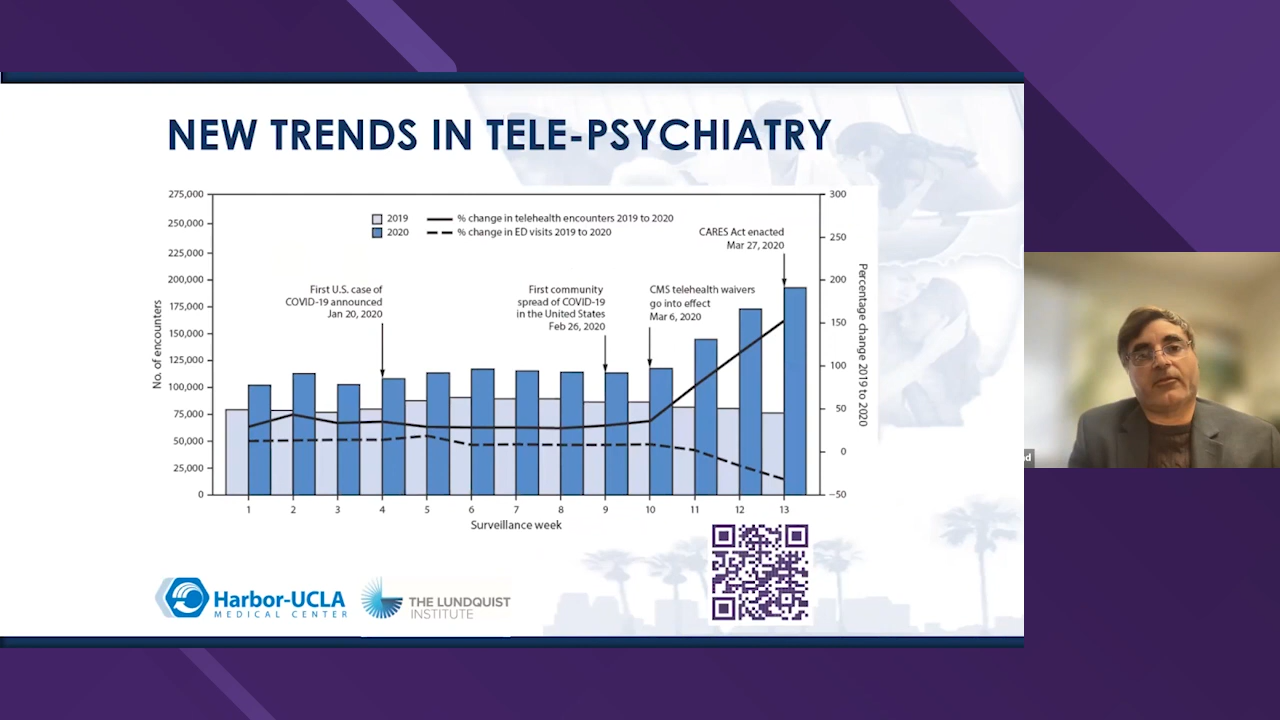 NEW TRENDS IN TELE-PSYCHIATRY
275,000
250,000
225,000
200,000
175,000
150,000
125,000
100,000
75,000
50,000
25,000
0
No. of encounters
2019
2020
% change in telehealth encounters 2019 to 2020
% change in ED visits 2019 to 2020
First U.S. case of
COVID-19 announced
Jan 20, 2020
First community
spread of COVID-19
in the United States
Feb 26, 2020
CMS telehealth waivers
go into effect
Mar 6, 2020
CARES Act enacted
Mar 27, 2020
300
250
200
150
100
50
0
−50
Percentage change 2019 to 2020
1 2 3 4 5 6 7 8 9 10 11 12 13
Surveillance week
Harbor-UCLA
MEDICAL CENTER
THE LUNDQUIST
INSTITUTE